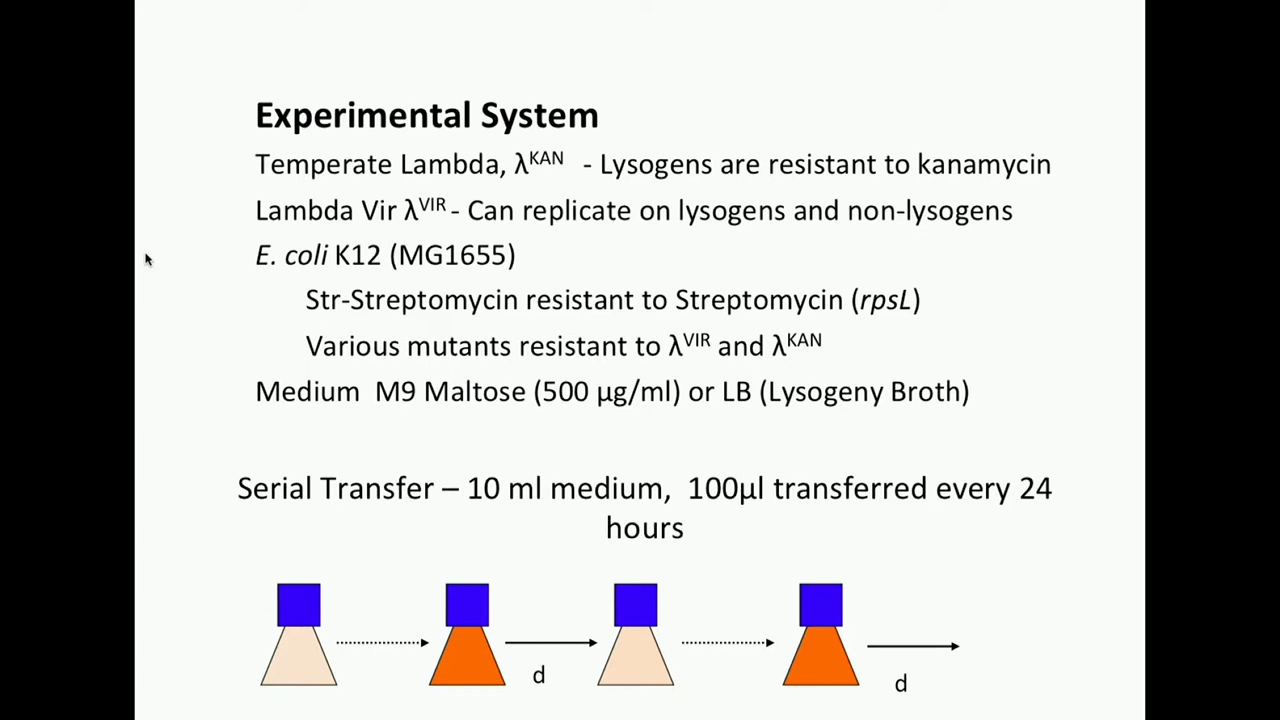 Experimental System
Temperate Lambda, λKAN - Lysogens are resistant to kanamycin
Lambda Vir λVIR - Can replicate on lysogens and non-lysogens
E. coli K12 (MG1655)
Str-Streptomycin resistant to Streptomycin (rpsL)
Various mutants resistant to λVIR and λKAN
Medium M9 Maltose (500 µg/ml) or LB (Lysogeny Broth)
Serial Transfer – 10 ml medium, 100µl transferred every 24
hours
d
d